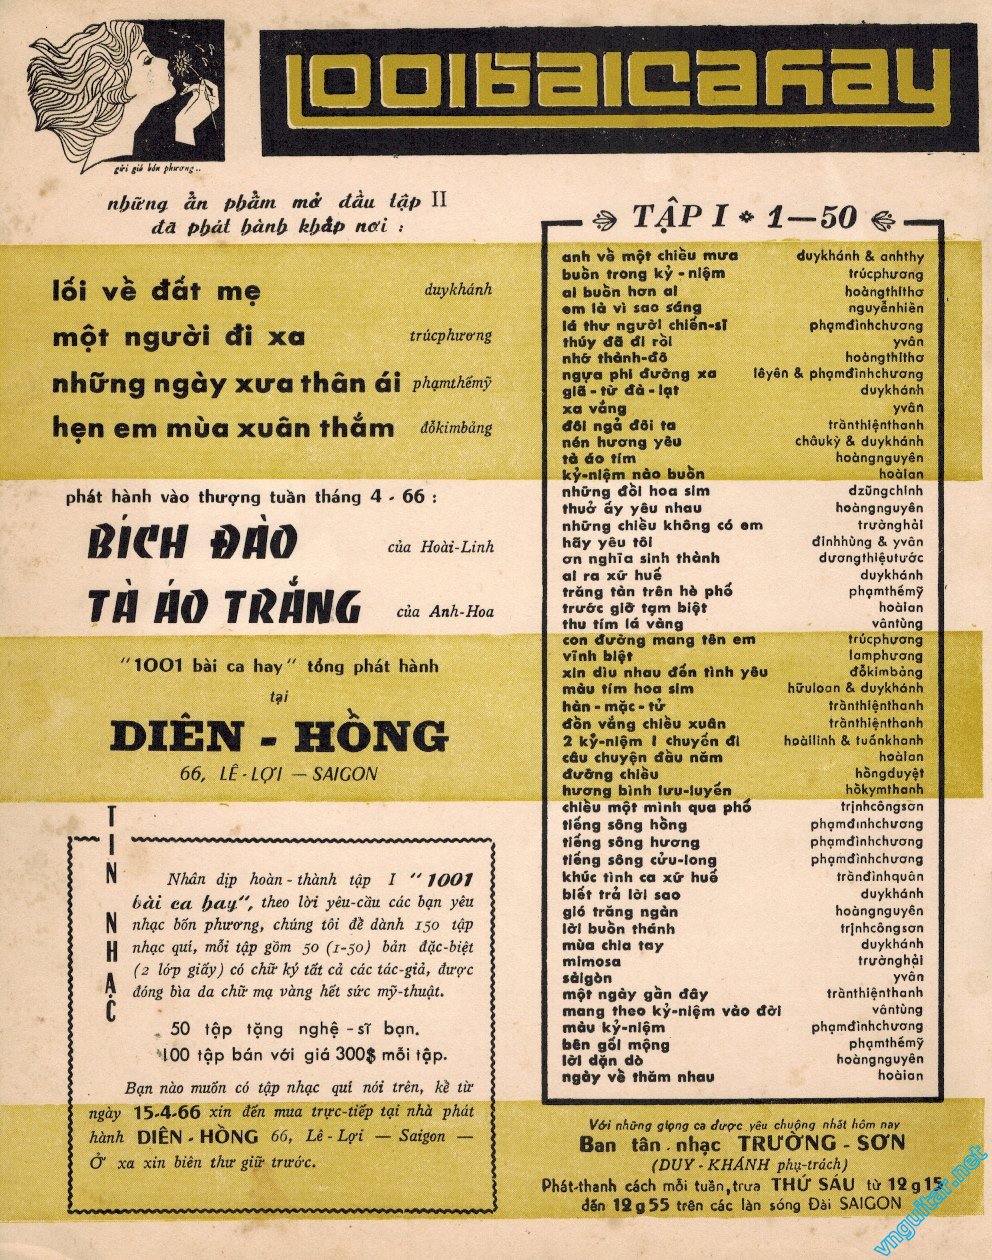 1001 bài ca hay
gửi gió bốn phương..
những ẩn phẩm mở đầu tập II
đã phát hành khắp nơi :
lối về đất mẹ duykhánh
một người đi xa trúcphương
những ngày xưa thân ái phạmthếmỹ
hẹn em mùa xuân thắm đỗkimbảng
phát hành vào thượng tuần tháng 4 - 66 :
BÍCH ĐÀO của Hoài-Linh
TÀ ÁO TRẮNG của Anh-Hoa
"1001 bài ca hay" tổng phát hành
tại
DIÊN - HỒNG
66, LÊ - LỢI — SAIGON
TIN NHẠC
Nhân dịp hoàn - thành tập I "1001
bài ca hay", theo lời yêu-cầu các bạn yêu
nhạc bốn phương, chúng tôi để dành 150 tập
nhạc quí, mỗi tập gồm 50 (1-50) bản đặc-biệt
(2 lớp giấy) có chữ ký tất cả các tác-giả, được
đóng bìa da chữ mạ vàng hết sức mỹ-thuật.
50 tập tặng nghệ - sĩ bạn.
100 tập bán với giá 300$ mỗi tập.
Bạn nào muốn có tập nhạc quí nói trên, kể từ
ngày 15-4-66 xin đến mua trực-tiếp tại nhà phát
hành DIÊN - HỒNG 66, Lê - Lợi — Saigon —
Ở xa xin biên thư giữ trước.
TẬP I * 1—50
anh về một chiều mưa duykhánh & anhthy
buồn trong kỷ - niệm trúcphương
ai buồn hơn ai hoàngthithơ
em là vì sao sáng nguyễnhiền
lá thư người chiến-sĩ phạmđìnhchương
thúy đã đi rồi yvân
nhớ thành-đô hoàngthithơ
ngựa phi đường xa lêyên & phạmđìnhchương
giã - từ đà - lạt duykhánh
xa vắng yvân
đôi ngả đôi ta trầnthiệnthanh
nén hương yêu châukỳ & duykhánh
tà áo tím hoàngnguyên
kỷ-niệm nào buồn hoàian
những đồi hoa sim dzũngchinh
thuở ấy yêu nhau hoàngnguyên
những chiều không có em trườnghải
hãy yêu tôi đinhhùng & yvân
ơn nghĩa sinh thành dươngthiệutước
ai ra xứ huế duykhánh
trăng tàn trên hè phố phạmthếmỹ
trước giờ tạm biệt hoàian
thu tím lá vàng vântùng
con đường mang tên em trúcphương
vĩnh biệt lamphương
xin dìu nhau đến tình yêu đỗkimbảng
màu tím hoa sim hữuloan & duykhánh
hàn - mặc - tử trầnthiệnthanh
đồn vắng chiều xuân trầnthiệnthanh
2 kỷ-niệm 1 chuyến đi hoàilinh & tuấnkhanh
câu chuyện đầu năm hoàian
đường chiều hồngduyệt
hương bình lưu-luyến hồkymthanh
chiều một mình qua phố trịnhcôngsơn
tiếng sông hồng phạmđìnhchương
tiếng sông hương phạmđìnhchương
tiếng sông cửu-long phạmđìnhchương
khúc tình ca xứ huế trầnđìnhquân
biết trả lời sao duykhánh
gió trăng ngàn hoàngnguyên
lời buồn thánh trịnhcôngsơn
mùa chia tay duykhánh
mimosa trườnghải
sàigòn yvân
một ngày gần đây trầnthiệnthanh
mang theo kỷ-niệm vào đời vântùng
màu kỷ-niệm phạmđìnhchương
bên gối mộng phạmthếmỹ
lời dặn dò hoàngnguyên
ngày về thăm nhau hoàian
Với những giọng ca được yêu chuộng nhất hôm nay
Ban tân . nhạc TRƯỜNG - SƠN
(DUY - KHÁNH phụ-trách)
Phát-thanh cách mỗi tuần,trưa THỨ SÁU từ 12g15
đến 12g55 trên các làn sóng Đài SAIGON
vnguitar.net